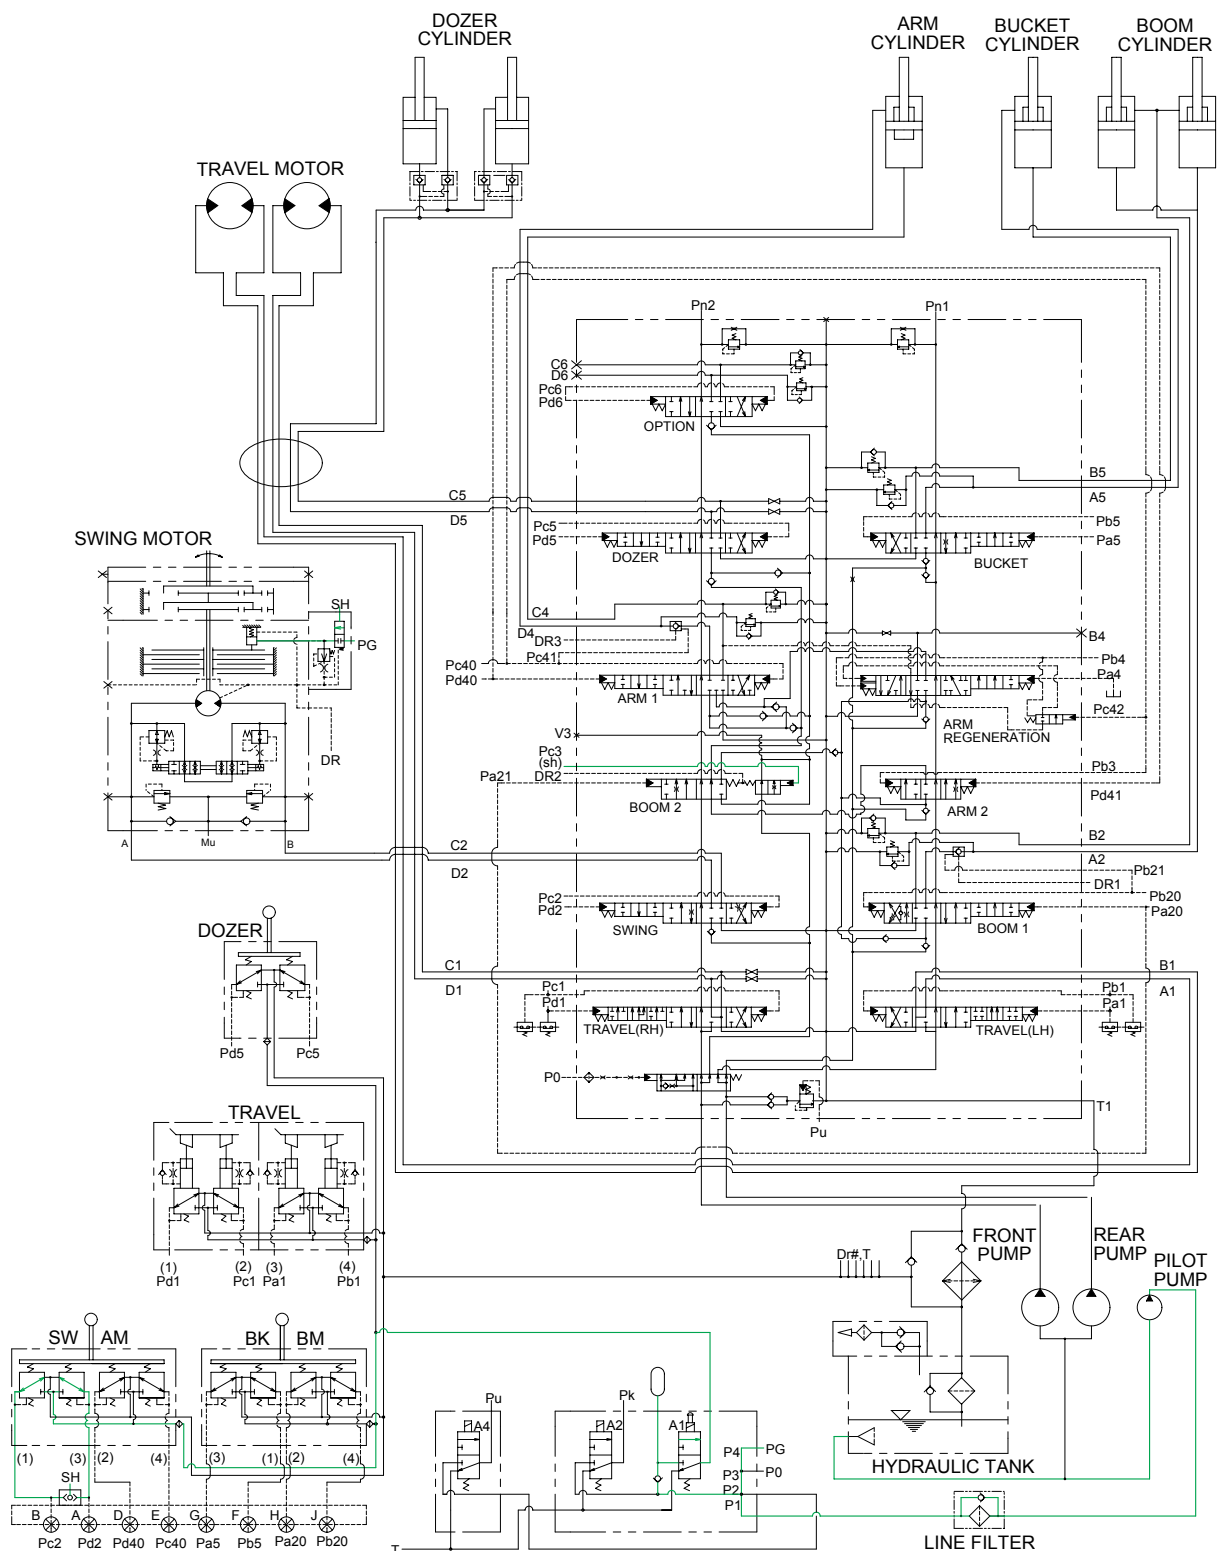 DOZER
CYLINDER
ARM
CYLINDER
BUCKET
CYLINDER
BOOM
CYLINDER
TRAVEL MOTOR
Pn2
Pn1
C6
D6
Pc6
Pd6
OPTION
C5
D5
B5
A5
Pc5
Pd5
DOZER
Pb5
Pa5
BUCKET
SWING MOTOR
SH
PG
DR
A
Mu
B
C4
D4
DR3
Pc41
B4
Pc40
Pd40
ARM 1
Pb4
Pa4
Pc42
ARM
REGENERATION
V3
Pc3
(sh)
DR2
Pa21
BOOM 2
Pb3
Pd41
ARM 2
C2
D2
B2
A2
Pb21
DR1
Pc2
Pd2
SWING
Pb20
Pa20
BOOM 1
DOZER
Pd5
Pc5
C1
D1
B1
A1
Pc1
Pd1
TRAVEL(RH)
Pb1
Pa1
TRAVEL(LH)
P0
Pu
T1
TRAVEL
(1)
Pd1
(2)
Pc1
(3)
Pa1
(4)
Pb1
Dr#,T
FRONT
PUMP
REAR
PUMP
PILOT
PUMP
SW
AM
BK
BM
(1)
(3)
(2)
(4)
(3)
(1)
(2)
(4)
SH
B
A
D
E
G
F
H
J
Pc2
Pd2
Pd40
Pc40
Pa5
Pb5
Pa20
Pb20
Pu
A4
Pk
A2
A1
P4
PG
P3
P0
P2
P1
T
HYDRAULIC TANK
LINE FILTER